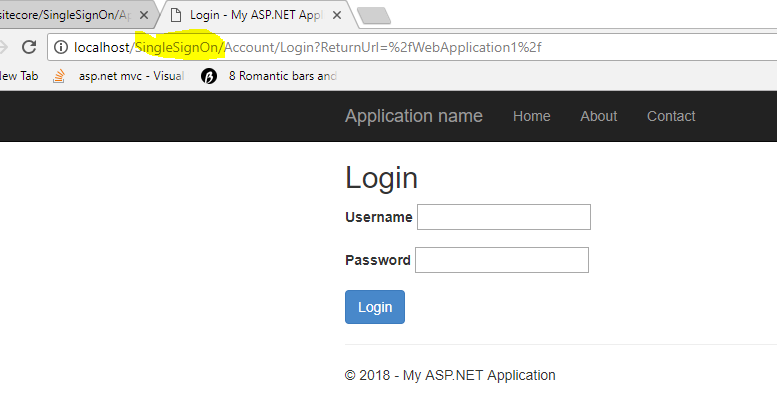 sitecore/SingleSignOn/Ap
Login - My ASP.NET Appl
localhost/SingleSignOn/Account/Login?ReturnUrl=%2fWebApplication1%2f
lew Tab
asp.net mvc - Visual
8 Romantic bars and
Application name Home About Contact
Login
Username
Password
Login
© 2018 - My ASP.NET Application